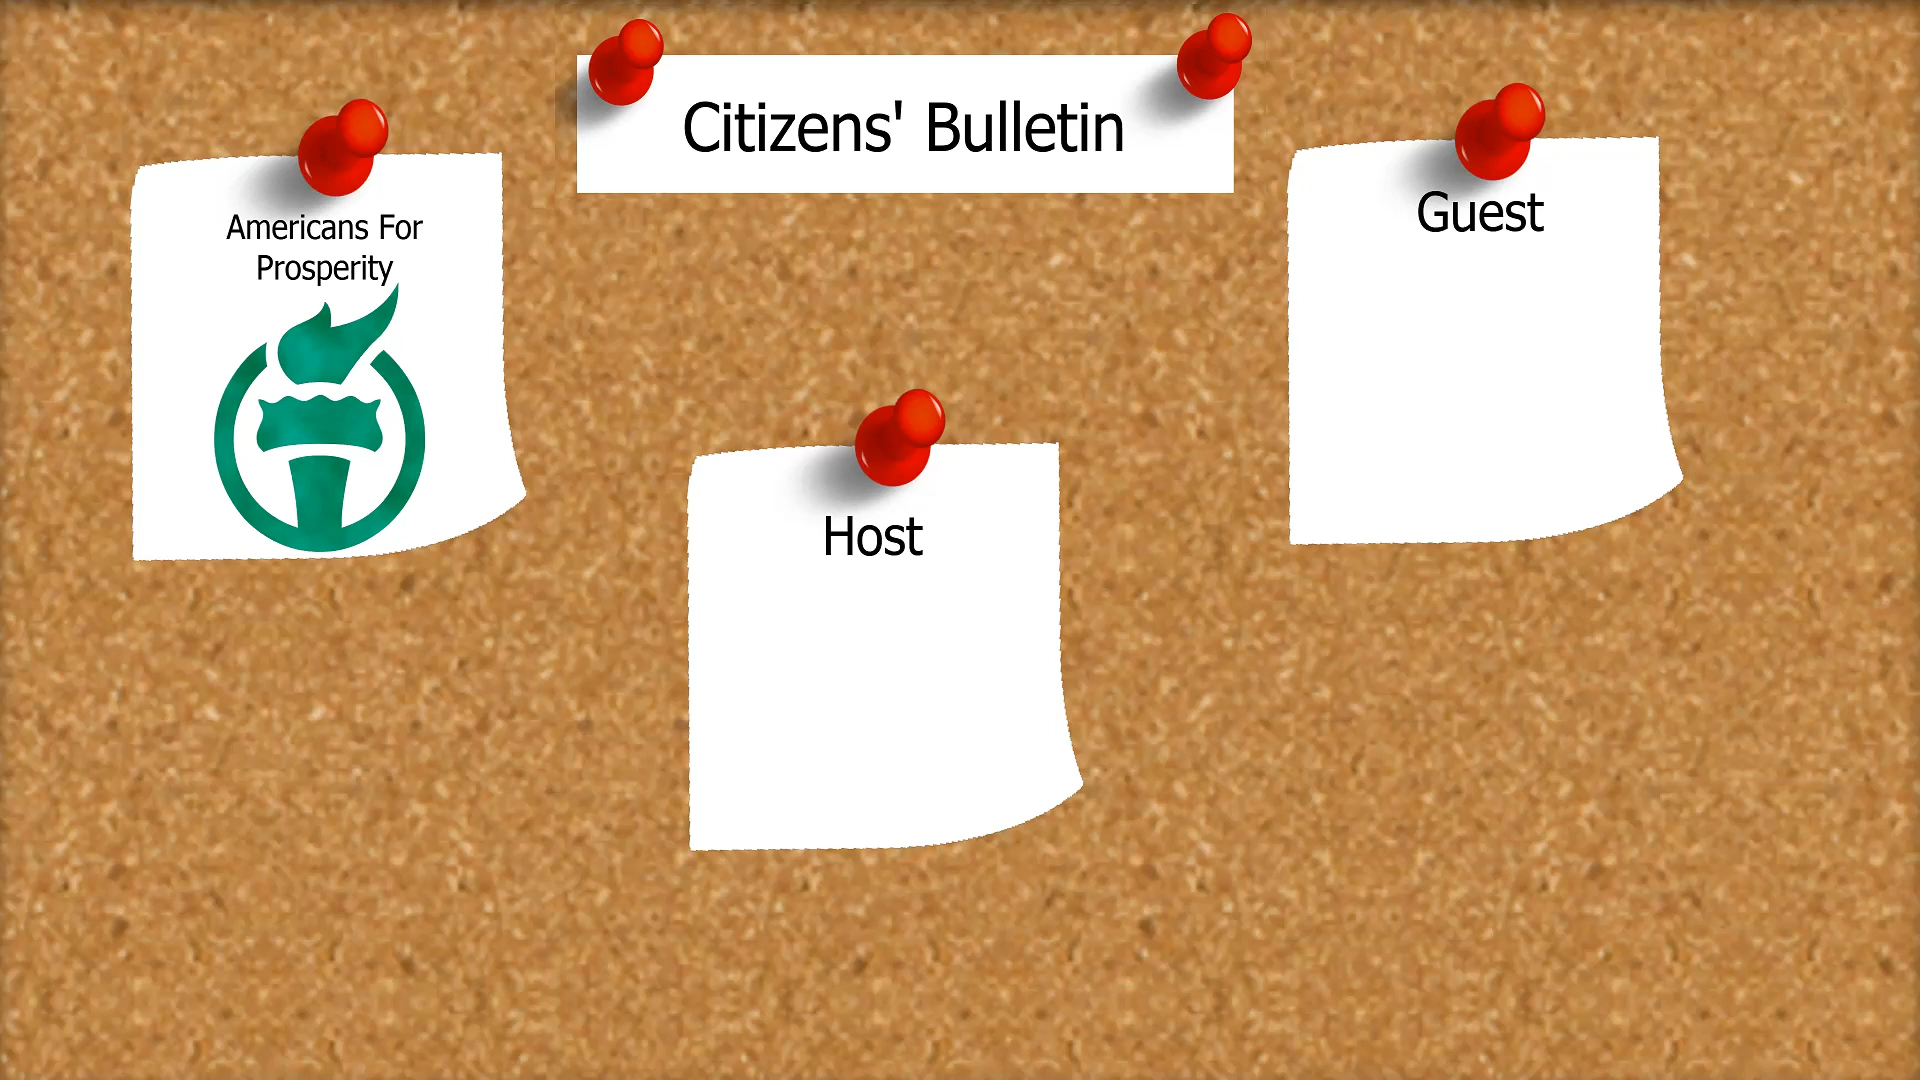 Citizens' Bulletin
Americans For
Prosperity
Guest
Host